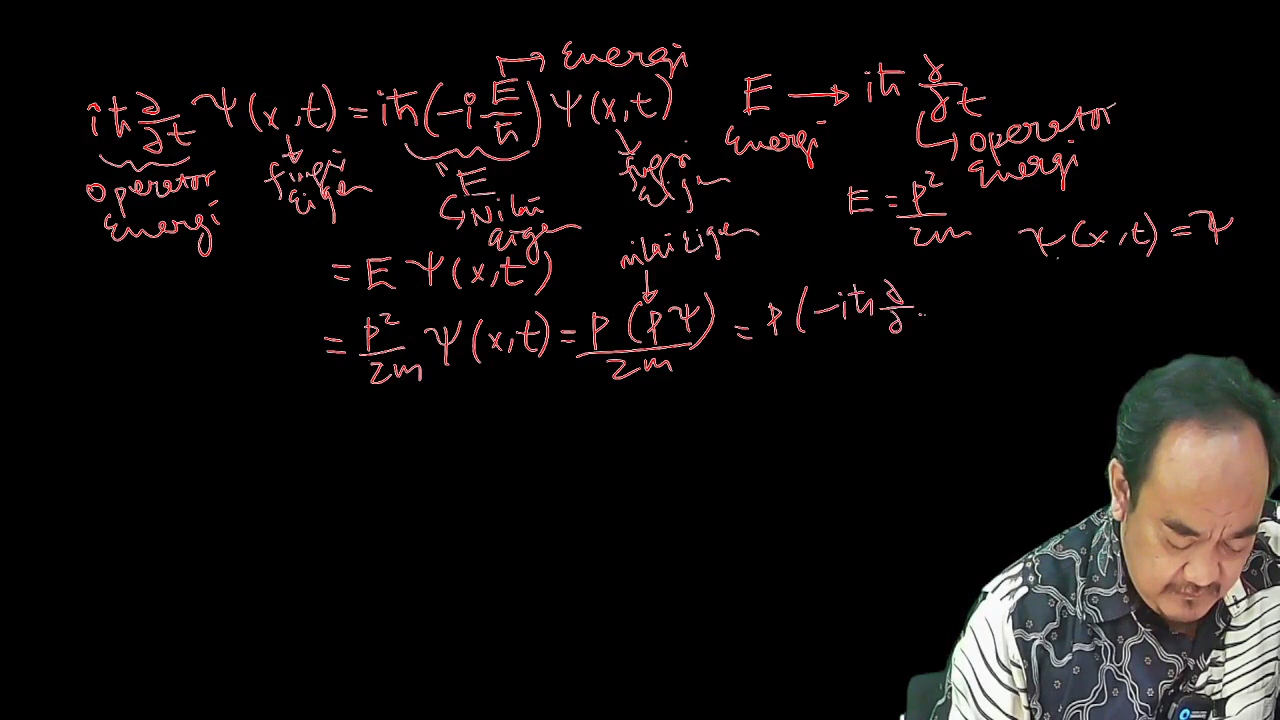 iħ ∂/∂t Ψ(x,t) = iħ(-i E/ħ) Ψ(x,t)
→ Energi
Operator Energi
fungsi Eigen
" E
↳ Nilai Eigen
fungsi Eigen
E → iħ ∂/∂t
Energi
↳ operator Energi
E = p²/2m
Ψ(x,t) = Ψ
= E Ψ(x,t)
nilai Eigen
= p²/2m Ψ(x,t) = p(pΨ)/2m = p(-iħ ∂/∂